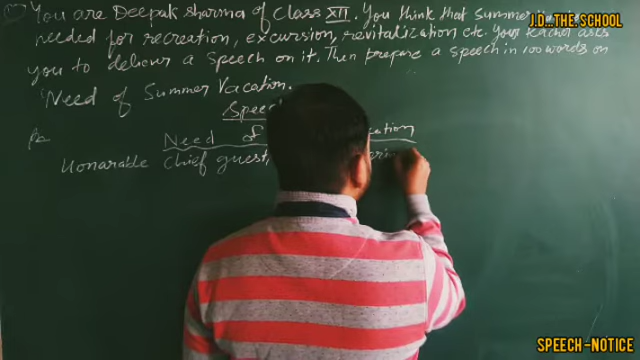 J.D...THE. SCHOOL
You are Deepak sharma of Class XII. You think that Summer
needed for recreation, excursion, revitalization etc. Your teacher asks
you to deliver a speech on it. Then prepare a speech in 100 words on
'Need of Summer Vacation.
Need of
Honarable Chief guest
SPEECH-NOTICE